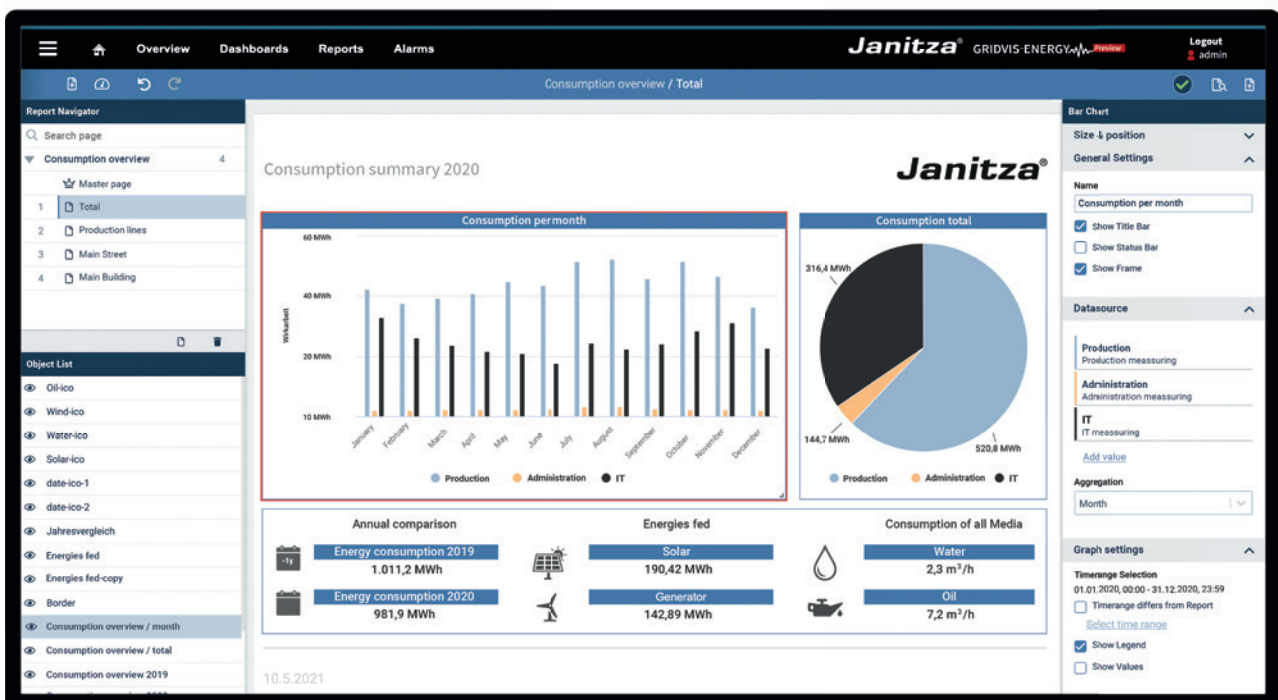 Overview Dashboards Reports Alarms
Janitza® GRIDVIS-ENERGY Preview
Logout
admin
Consumption overview / Total
Report Navigator
Search page
Consumption overview 4
Master page
1 Total
2 Production lines
3 Main Street
4 Main Building
Object List
Oil-ico
Wind-ico
Water-ico
Solar-ico
date-ico-1
date-ico-2
Jahresvergleich
Energies fed
Energies fed-copy
Border
Consumption overview / month
Consumption overview / total
Consumption overview 2019
Consumption summary 2020
Janitza®
Consumption per month
60 MWh
40 MWh
20 MWh
10 MWh
Wirkarbeit
January February March April May June July August September October November December
Production Administration IT
Consumption total
316,4 MWh
144,7 MWh
520,8 MWh
Production Administration IT
Annual comparison
-1y
Energy consumption 2019
1.011,2 MWh
Energy consumption 2020
981,9 MWh
Energies fed
Solar
190,42 MWh
Generator
142,89 MWh
Consumption of all Media
Water
2,3 m³/h
Oil
7,2 m³/h
10.5.2021
Bar Chart
Size & position
General Settings
Name
Consumption per month
Show Title Bar
Show Status Bar
Show Frame
Datasource
Production
Production meassuring
Administration
Administration meassuring
IT
IT meassuring
Add value
Aggregation
Month
Graph settings
Timerange Selection
01.01.2020, 00:00 - 31.12.2020, 23:59
Timerange differs from Report
Select time range
Show Legend
Show Values